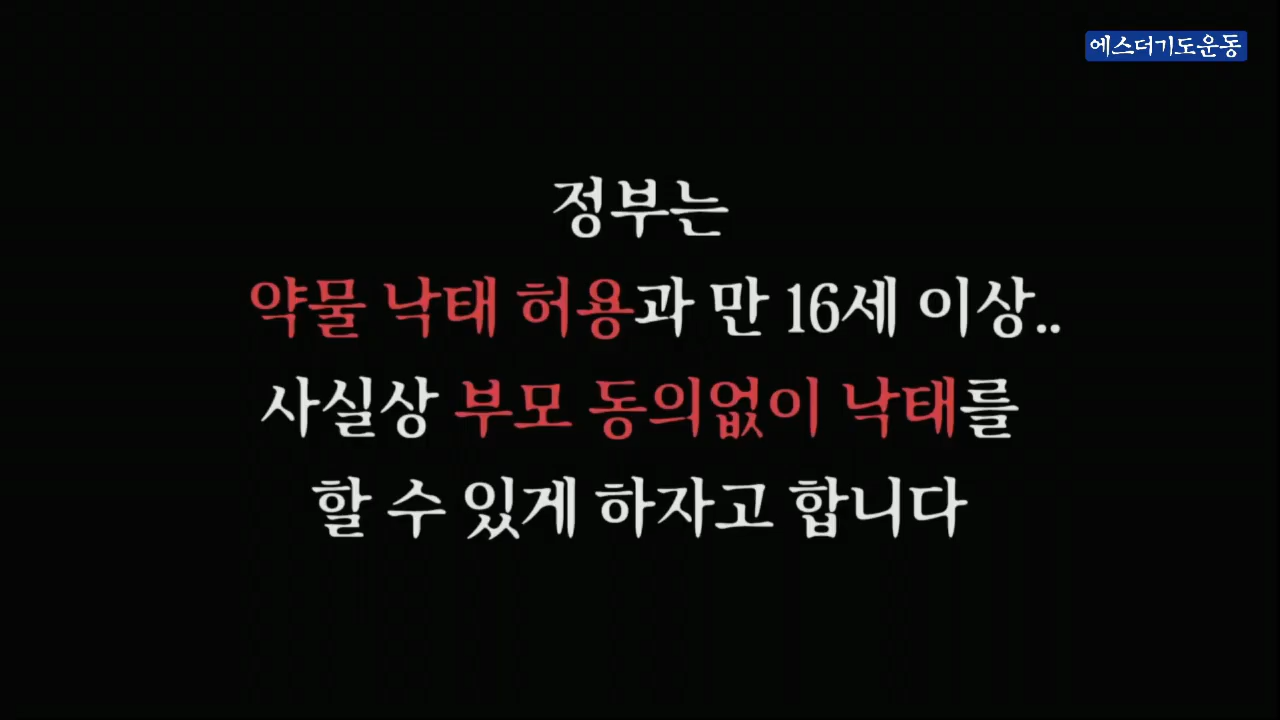 에스더기도운동
정부는
약물 낙태 허용과 만 16세 이상..
사실상 부모 동의없이 낙태를
할 수 있게 하자고 합니다